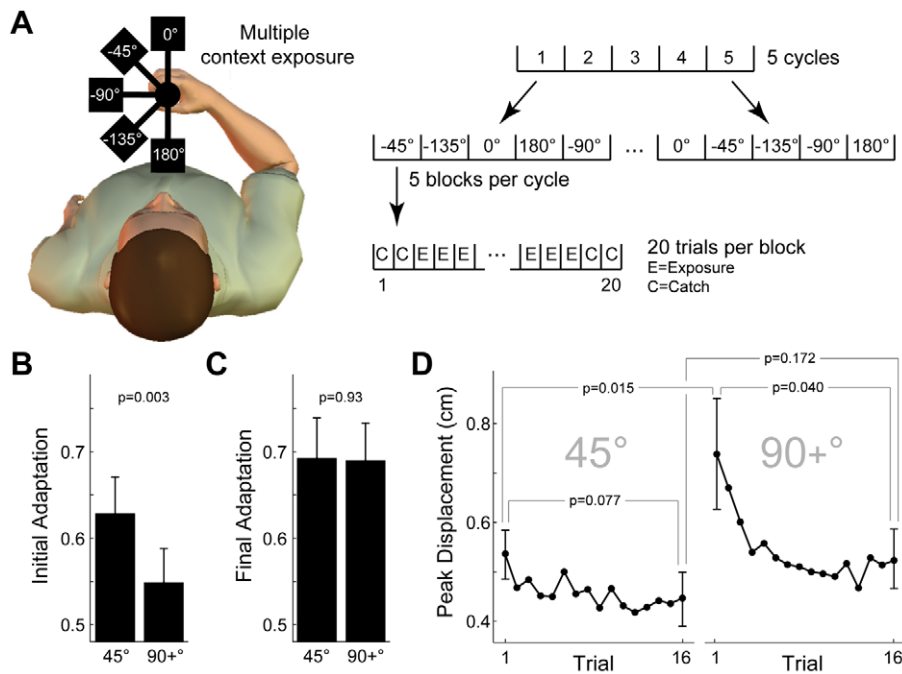 A
Multiple
context exposure
0°
-45°
-90°
-135°
180°
1 2 3 4 5 5 cycles
-45° -135° 0° 180° -90° ... 0° -45° -135° -90° 180°
5 blocks per cycle
C C E E E ... E E E C C
1 20
20 trials per block
E=Exposure
C=Catch
B
p=0.003
Initial Adaptation
0.7
0.6
0.5
45° 90+°
C
p=0.93
Final Adaptation
0.7
0.6
0.5
45° 90+°
D
p=0.172
p=0.015
p=0.040
Peak Displacement (cm)
0.8
0.6
0.4
45°
90+°
p=0.077
1 Trial 16
1 Trial 16